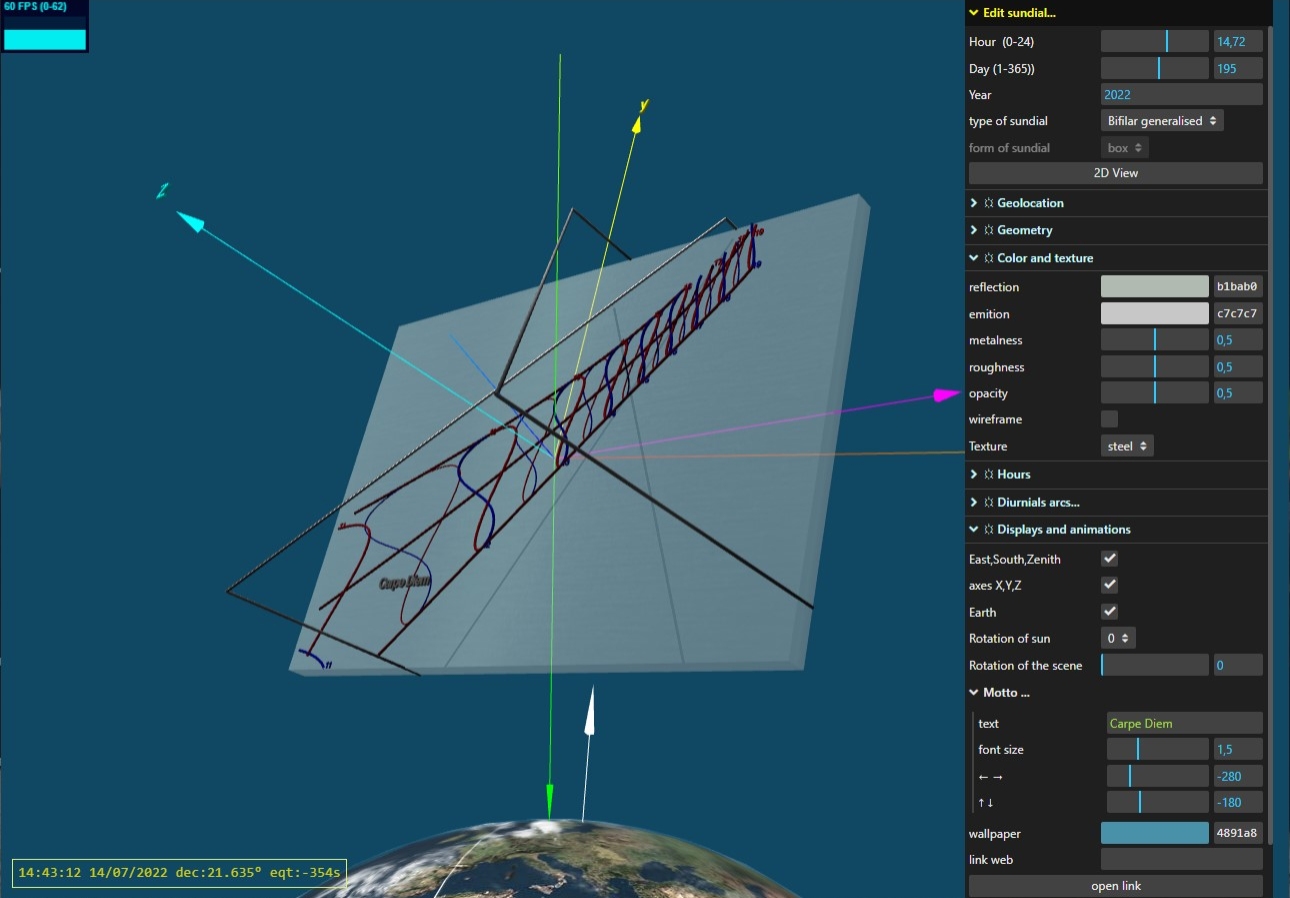 60 FPS (0-62)
y
Z
Carpe Diem
11
14:43:12 14/07/2022 dec:21.635° eqt:-354s
Edit sundial...
Hour (0-24) 14,72
Day (1-365)) 195
Year 2022
type of sundial Bifilar generalised
form of sundial box
2D View
Geolocation
Geometry
Color and texture
reflection b1bab0
emition c7c7c7
metalness 0,5
roughness 0,5
opacity 0,5
wireframe
Texture steel
Hours
Diurnials arcs...
Displays and animations
East,South,Zenith
axes X,Y,Z
Earth
Rotation of sun 0
Rotation of the scene 0
Motto ...
text Carpe Diem
font size 1,5
← → -280
↑↓ -180
wallpaper 4891a8
link web
open link